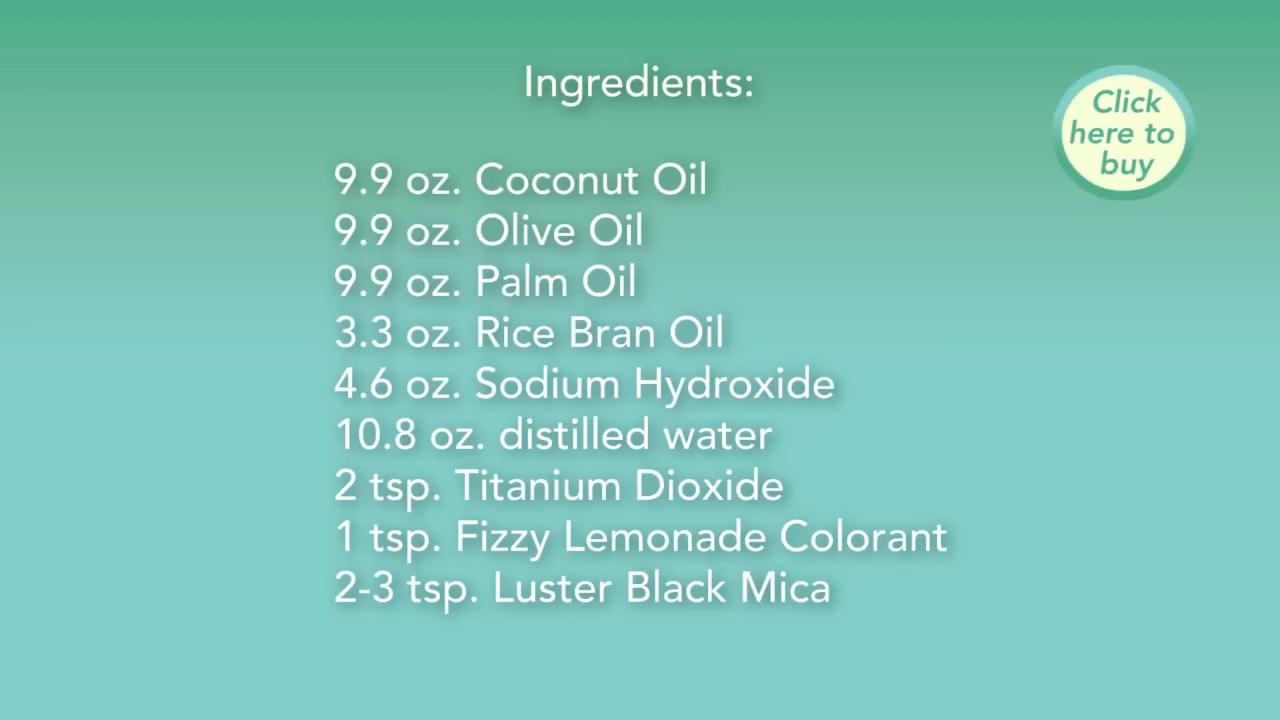 Ingredients:
Click
here to
buy
9.9 oz. Coconut Oil
9.9 oz. Olive Oil
9.9 oz. Palm Oil
3.3 oz. Rice Bran Oil
4.6 oz. Sodium Hydroxide
10.8 oz. distilled water
2 tsp. Titanium Dioxide
1 tsp. Fizzy Lemonade Colorant
2-3 tsp. Luster Black Mica